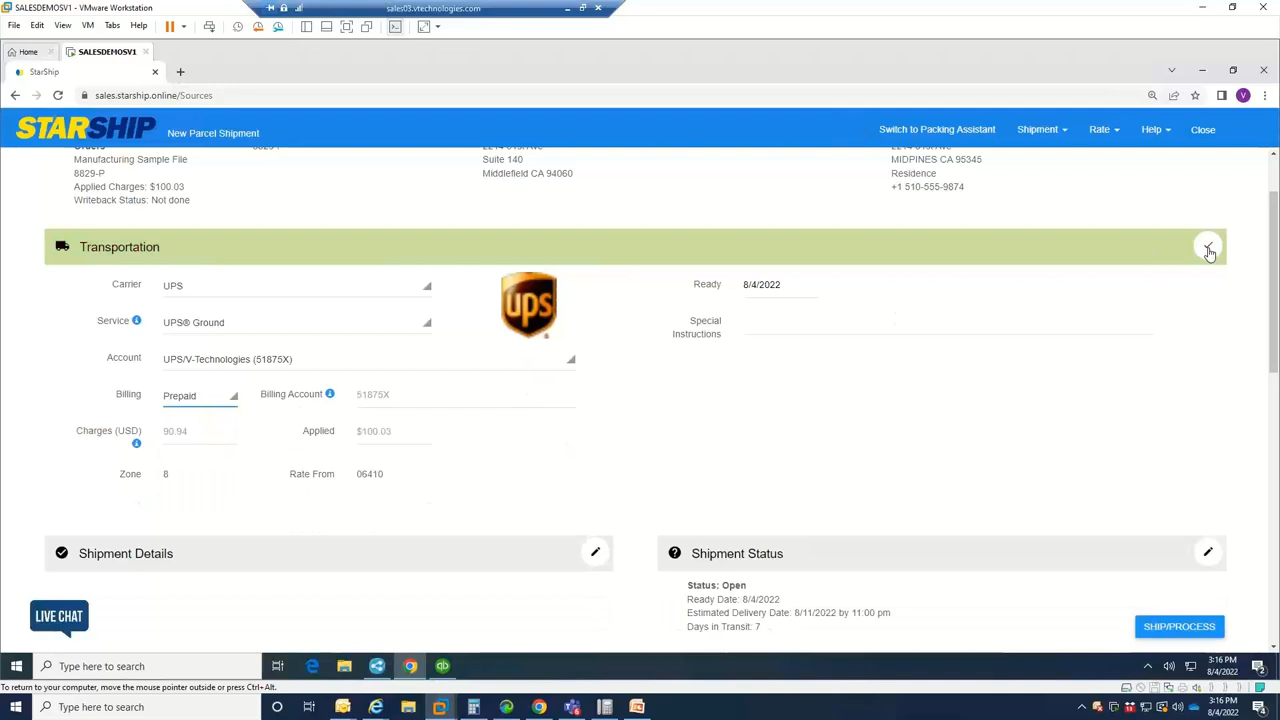 SALESDEMOSV1 - VMware Workstation
sales03.vtechnologies.com
File Edit View VM Tabs Help
Home
SALESDEMOSV1
StarShip
sales.starship.online/Sources
STARSHIP
New Parcel Shipment
Switch to Packing Assistant
Shipment
Rate
Help
Close
Manufacturing Sample File
8829-P
Applied Charges: $100.03
Writeback Status: Not done
Suite 140
Middlefield CA 94060
MIDPINES CA 95345
Residence
+1 510-555-9874
Transportation
Carrier UPS
Service UPS® Ground
Account UPS/V-Technologies (51875X)
Billing Prepaid Billing Account 51875X
Charges (USD) 90.94 Applied $100.03
Zone 8 Rate From 06410
ups
Ready 8/4/2022
Special
Instructions
Shipment Details
Shipment Status
Status: Open
Ready Date: 8/4/2022
Estimated Delivery Date: 8/11/2022 by 11:00 pm
Days in Transit: 7
LIVE CHAT
SHIP/PROCESS
Type here to search
3:16 PM
8/4/2022
To return to your computer, move the mouse pointer outside or press Ctrl+Alt.
Type here to search
3:16 PM
8/4/2022